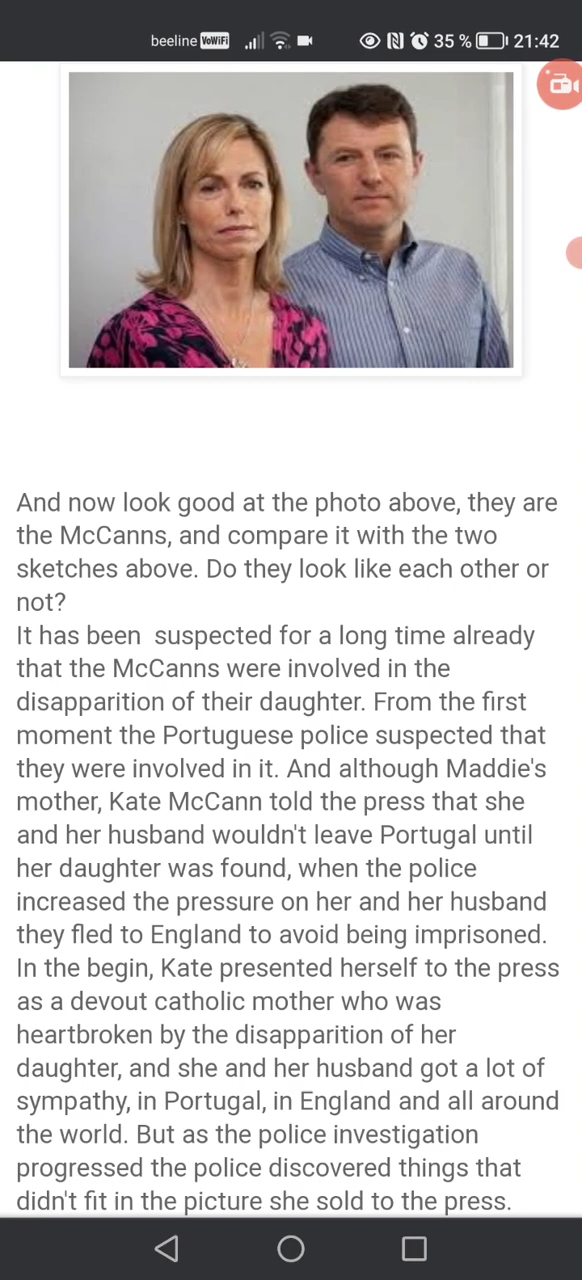 beeline VoWiFi 35 % 21:42
And now look good at the photo above, they are
the McCanns, and compare it with the two
sketches above. Do they look like each other or
not?
It has been  suspected for a long time already
that the McCanns were involved in the
disapparition of their daughter. From the first
moment the Portuguese police suspected that
they were involved in it. And although Maddie's
mother, Kate McCann told the press that she
and her husband wouldn't leave Portugal until
her daughter was found, when the police
increased the pressure on her and her husband
they fled to England to avoid being imprisoned.
In the begin, Kate presented herself to the press
as a devout catholic mother who was
heartbroken by the disapparition of her
daughter, and she and her husband got a lot of
sympathy, in Portugal, in England and all around
the world. But as the police investigation
progressed the police discovered things that
didn't fit in the picture she sold to the press.